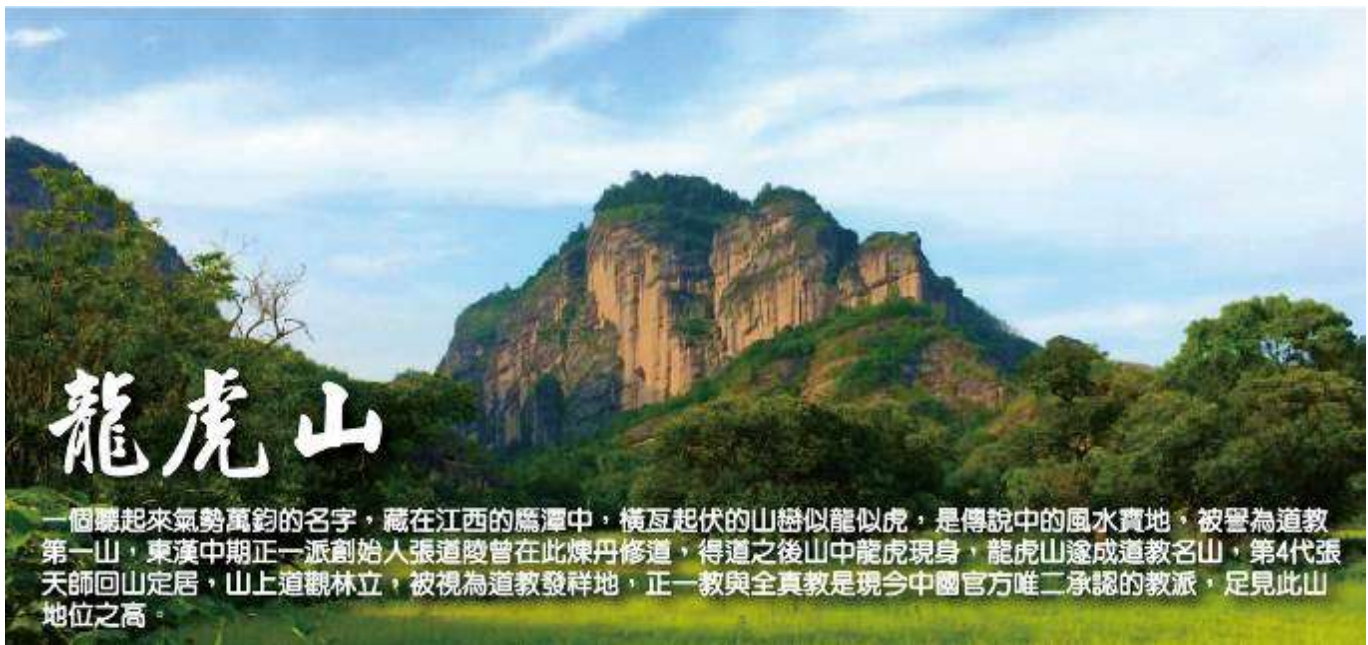 龍虎山
一個聽起來氣勢萬鈞的名字，藏在江西的鷹潭中，橫亙起伏的山巒似龍似虎，是傳說中的風水寶地，被譽為道教
第一山，東漢中期正一派創始人張道陵曾在此煉丹修道，得道之後山中龍虎現身，龍虎山遂成道教名山，第4代張
天師回山定居，山上道觀林立，被視為道教發祥地，正一教與全真教是現今中國官方唯二承認的教派，足見此山
地位之高。